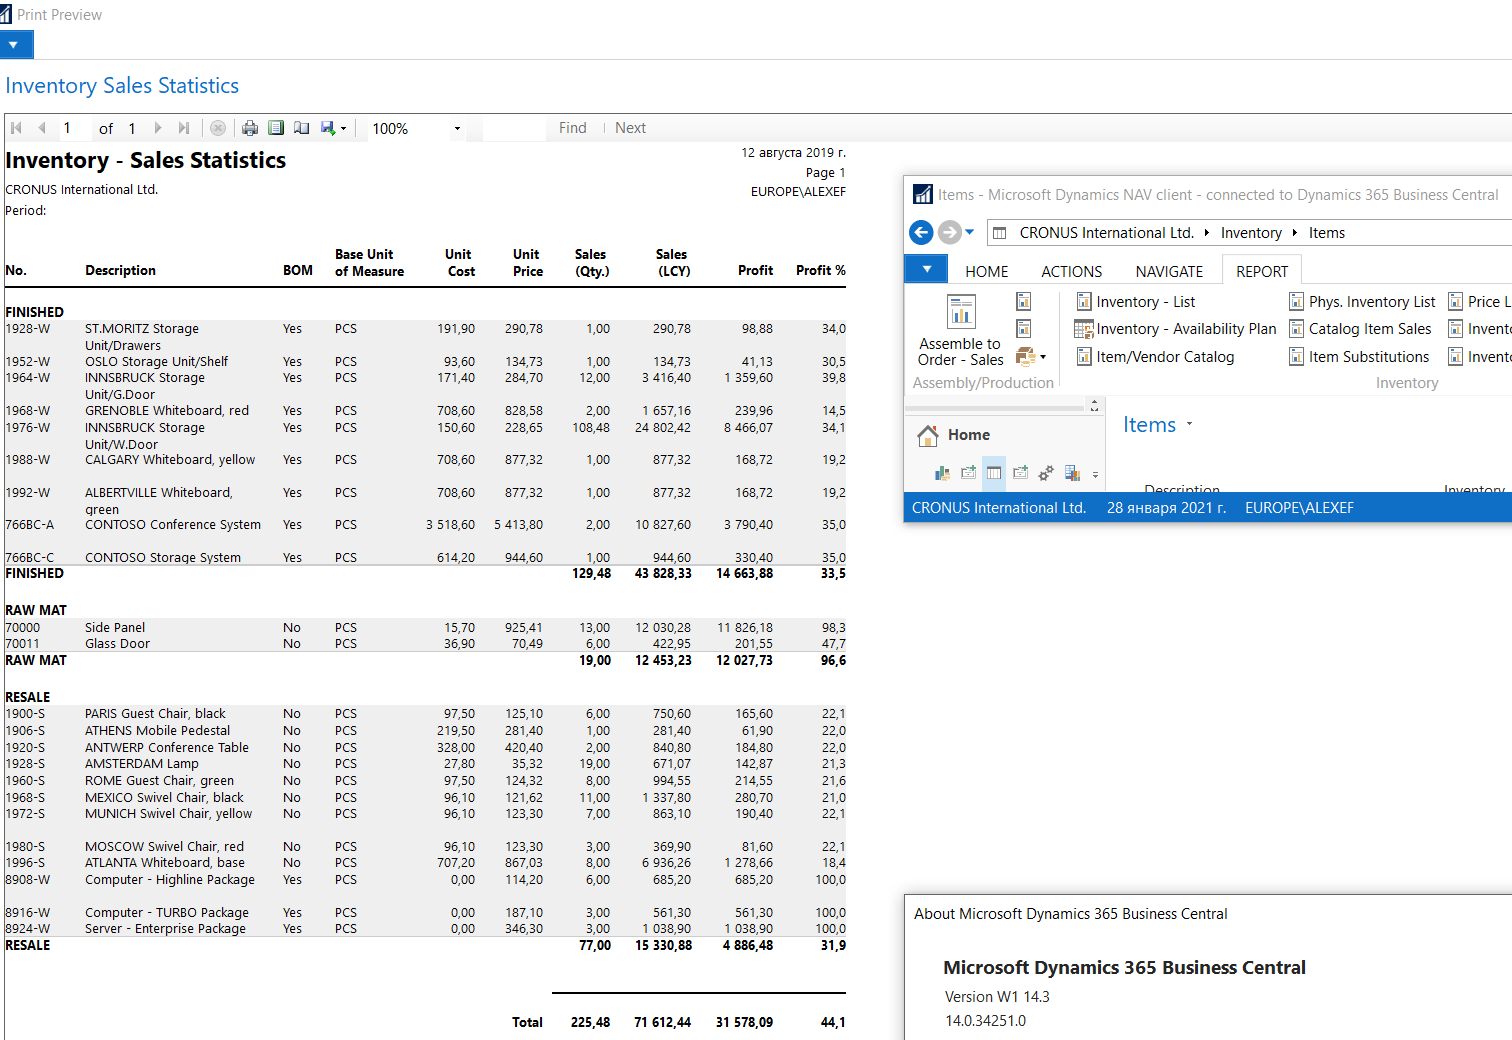 Print Preview
Inventory Sales Statistics
1 of 1 100% Find Next
Inventory - Sales Statistics
12 августа 2019 г.
Page 1
CRONUS International Ltd.
EUROPE\ALEXEF
Period:
No. Description BOM Base Unit of Measure Unit Cost Unit Price Sales (Qty.) Sales (LCY) Profit Profit %
FINISHED
1928-W ST.MORITZ Storage Unit/Drawers Yes PCS 191,90 290,78 1,00 290,78 98,88 34,0
1952-W OSLO Storage Unit/Shelf Yes PCS 93,60 134,73 1,00 134,73 41,13 30,5
1964-W INNSBRUCK Storage Unit/G.Door Yes PCS 171,40 284,70 12,00 3 416,40 1 359,60 39,8
1968-W GRENOBLE Whiteboard, red Yes PCS 708,60 828,58 2,00 1 657,16 239,96 14,5
1976-W INNSBRUCK Storage Unit/W.Door Yes PCS 150,60 228,65 108,48 24 802,42 8 466,07 34,1
1988-W CALGARY Whiteboard, yellow Yes PCS 708,60 877,32 1,00 877,32 168,72 19,2
1992-W ALBERTVILLE Whiteboard, green Yes PCS 708,60 877,32 1,00 877,32 168,72 19,2
766BC-A CONTOSO Conference System Yes PCS 3 518,60 5 413,80 2,00 10 827,60 3 790,40 35,0
766BC-C CONTOSO Storage System Yes PCS 614,20 944,60 1,00 944,60 330,40 35,0
FINISHED 129,48 43 828,33 14 663,88 33,5
RAW MAT
70000 Side Panel No PCS 15,70 925,41 13,00 12 030,28 11 826,18 98,3
70011 Glass Door No PCS 36,90 70,49 6,00 422,95 201,55 47,7
RAW MAT 19,00 12 453,23 12 027,73 96,6
RESALE
1900-S PARIS Guest Chair, black No PCS 97,50 125,10 6,00 750,60 165,60 22,1
1906-S ATHENS Mobile Pedestal No PCS 219,50 281,40 1,00 281,40 61,90 22,0
1920-S ANTWERP Conference Table No PCS 328,00 420,40 2,00 840,80 184,80 22,0
1928-S AMSTERDAM Lamp No PCS 27,80 35,32 19,00 671,07 142,87 21,3
1960-S ROME Guest Chair, green No PCS 97,50 124,32 8,00 994,55 214,55 21,6
1968-S MEXICO Swivel Chair, black No PCS 96,10 121,62 11,00 1 337,80 280,70 21,0
1972-S MUNICH Swivel Chair, yellow No PCS 96,10 123,30 7,00 863,10 190,40 22,1
1980-S MOSCOW Swivel Chair, red No PCS 96,10 123,30 3,00 369,90 81,60 22,1
1996-S ATLANTA Whiteboard, base No PCS 707,20 867,03 8,00 6 936,26 1 278,66 18,4
8908-W Computer - Highline Package Yes PCS 0,00 114,20 6,00 685,20 685,20 100,0
8916-W Computer - TURBO Package Yes PCS 0,00 187,10 3,00 561,30 561,30 100,0
8924-W Server - Enterprise Package Yes PCS 0,00 346,30 3,00 1 038,90 1 038,90 100,0
RESALE 77,00 15 330,88 4 886,48 31,9
Total 225,48 71 612,44 31 578,09 44,1
Items - Microsoft Dynamics NAV client - connected to Dynamics 365 Business Central
CRONUS International Ltd. Inventory Items
HOME ACTIONS NAVIGATE REPORT
Assemble to Order - Sales
Assembly/Production
Inventory - List Phys. Inventory List Price L
Inventory - Availability Plan Catalog Item Sales Invento
Item/Vendor Catalog Item Substitutions Invento
Inventory
Home
Items
Description Inventory
CRONUS International Ltd. 28 января 2021 г. EUROPE\ALEXEF
About Microsoft Dynamics 365 Business Central
Microsoft Dynamics 365 Business Central
Version W1 14.3
14.0.34251.0